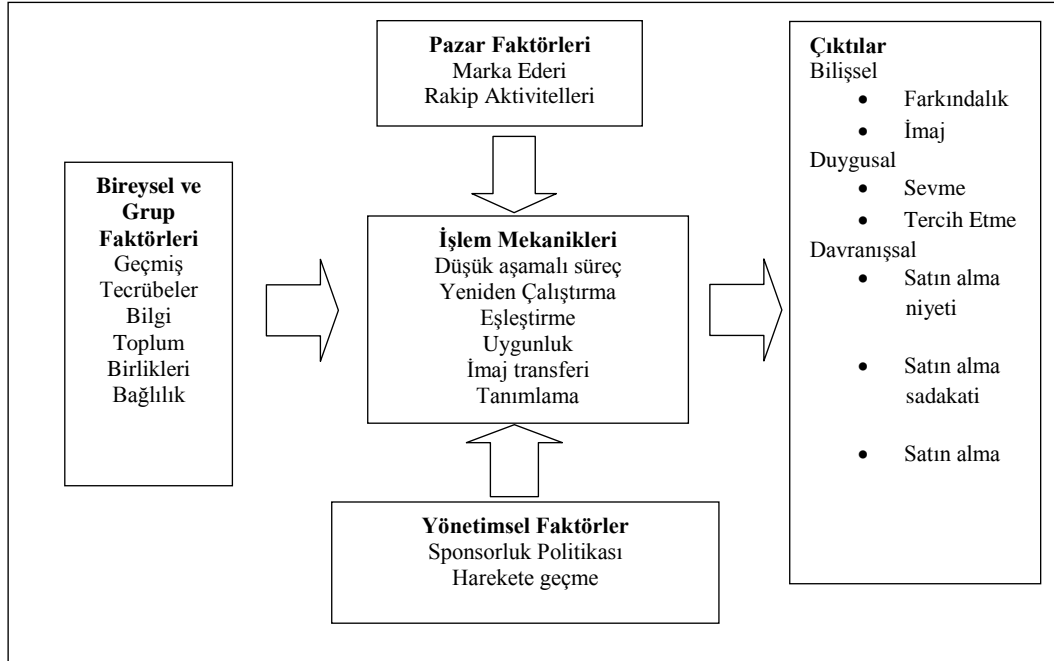 Pazar Faktörleri
Marka Ederi
Rakip Aktivitelleri
Bireysel ve
Grup
Faktörleri
Geçmiş
Tecrübeler
Bilgi
Toplum
Birlikleri
Bağlılık
İşlem Mekanikleri
Düşük aşamalı süreç
Yeniden Çalıştırma
Eşleştirme
Uygunluk
İmaj transferi
Tanımlama
Yönetimsel Faktörler
Sponsorluk Politikası
Harekete geçme
Çıktılar
Bilişsel
• Farkındalık
• İmaj
Duygusal
• Sevme
• Tercih Etme
Davranışsal
• Satın alma
niyeti
• Satın alma
sadakati
• Satın alma